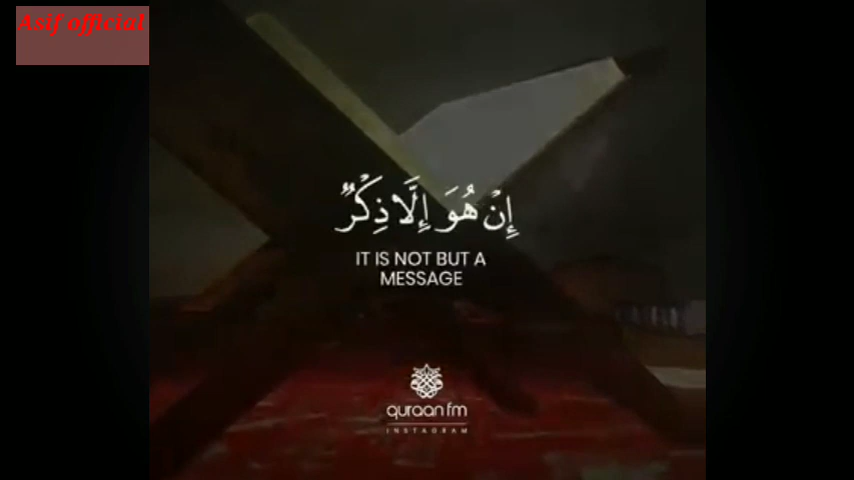 Asif official
إِنْ هُوَ إِلَّا ذِكْرٌ
IT IS NOT BUT A
MESSAGE
quraan fm
INSTAGRAM